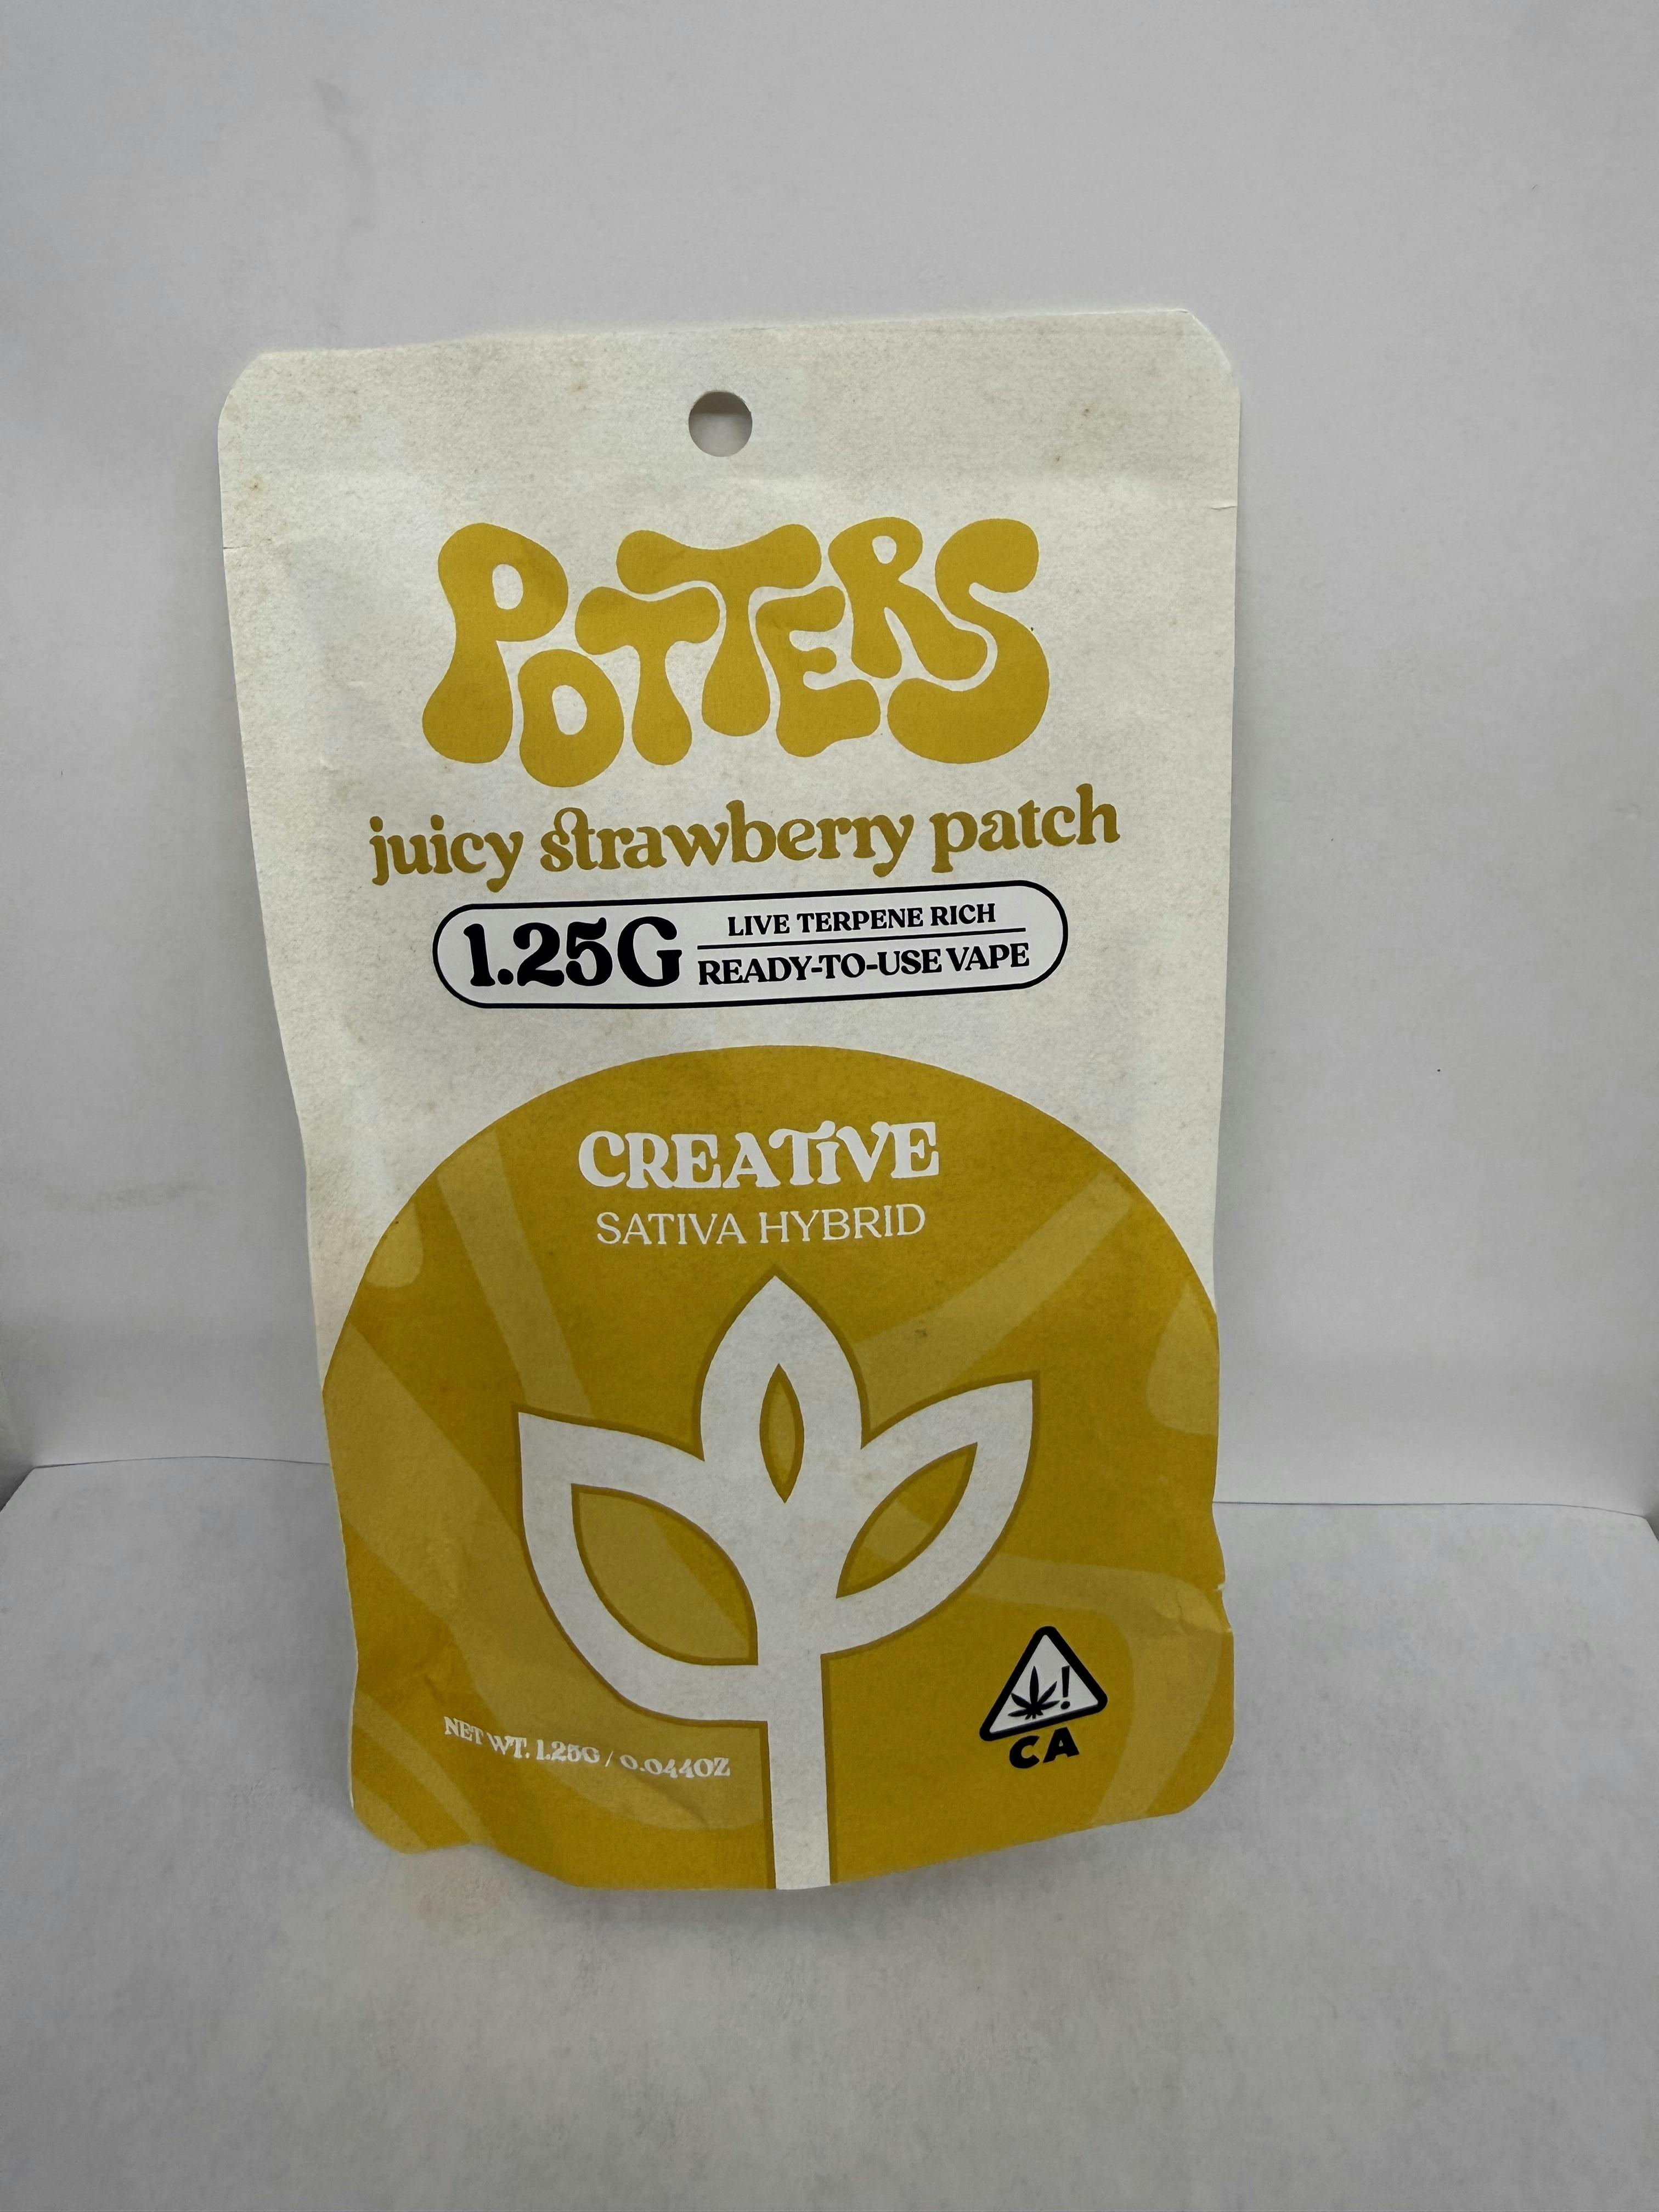 POTTERS
juicy strawberry patch
1.25G
LIVE TERPENE RICH
READY-TO-USE VAPE
CREATiVE
SATIVA HYBRID
!
CA
NET WT. 1.25G / 0.044OZ